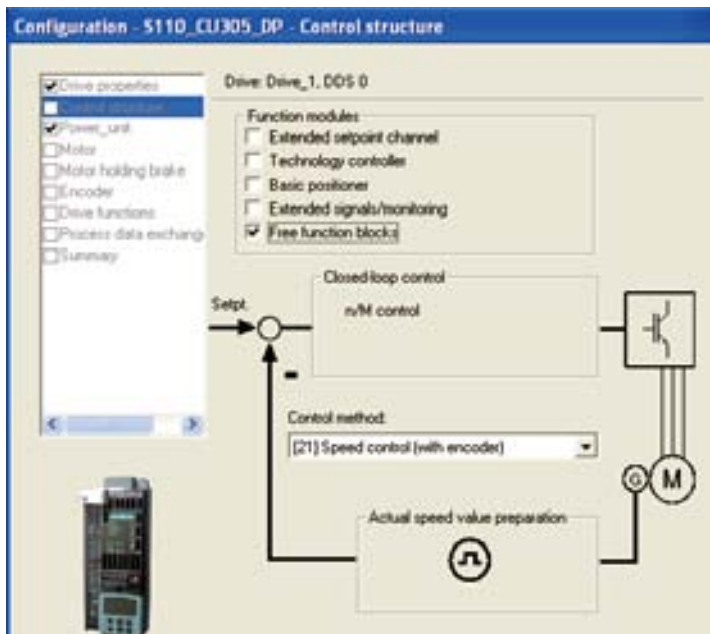 Configuration - S110_CU305_DP - Control structure
Drive properties
Control structure
Power_unit
Motor
Motor holding brake
Encoder
Drive functions
Process data exchang
Summary
Drive: Drive_1, DDS 0
Function modules
Extended setpoint channel
Technology controller
Basic positioner
Extended signals/monitoring
Free function blocks
Closed-loop control
n/M control
Setpt.
Control method:
[21] Speed control (with encoder)
G
M
Actual speed value preparation